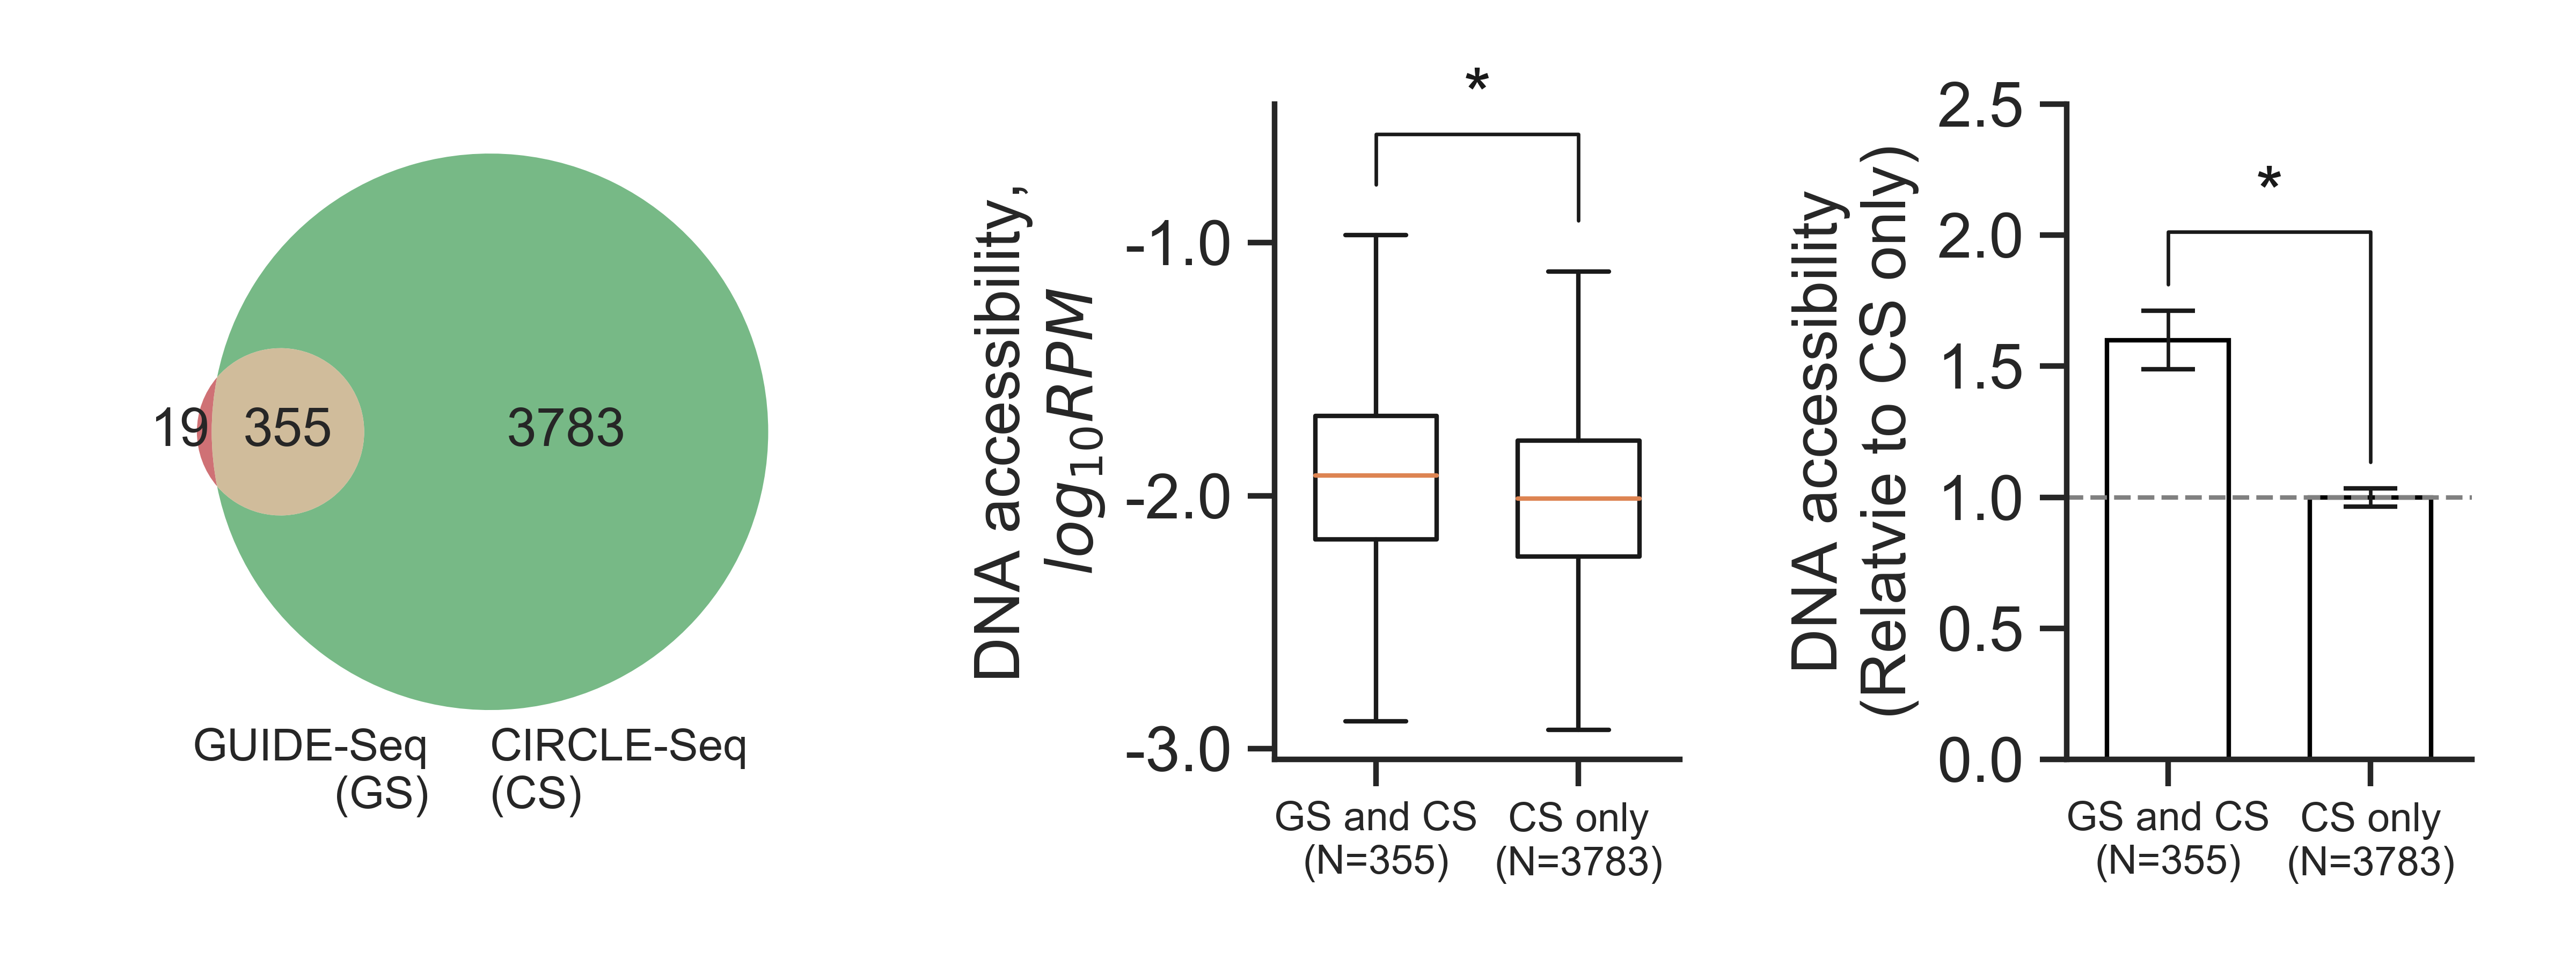 19 355 3783
GUIDE-Seq
(GS)
CIRCLE-Seq
(CS)
DNA accessibility,
log10RPM
-1.0
-2.0
-3.0
*
GS and CS
(N=355)
CS only
(N=3783)
DNA accessibility
(Relatvie to CS only)
2.5
2.0
1.5
1.0
0.5
0.0
*
GS and CS
(N=355)
CS only
(N=3783)